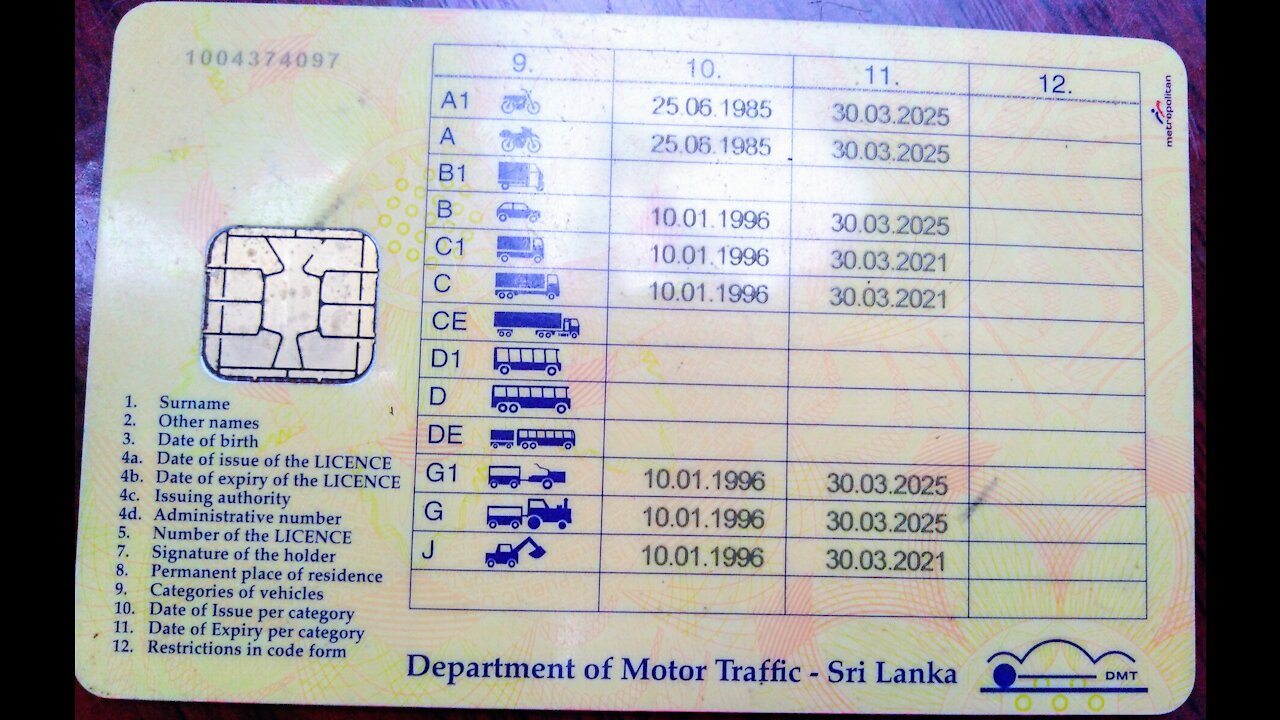 1004374097
9. 10. 11. 12.
A1 25.06.1985 30.03.2025
A 25.06.1985 30.03.2025
B1
B 10.01.1996 30.03.2025
C1 10.01.1996 30.03.2021
C 10.01.1996 30.03.2021
CE
D1
D
DE
G1 10.01.1996 30.03.2025
G 10.01.1996 30.03.2025
J 10.01.1996 30.03.2021
metropolitan
1. Surname
2. Other names
3. Date of birth
4a. Date of issue of the LICENCE
4b. Date of expiry of the LICENCE
4c. Issuing authority
4d. Administrative number
5. Number of the LICENCE
7. Signature of the holder
8. Permanent place of residence
9. Categories of vehicles
10. Date of Issue per category
11. Date of Expiry per category
12. Restrictions in code form
Department of Motor Traffic - Sri Lanka
DMT